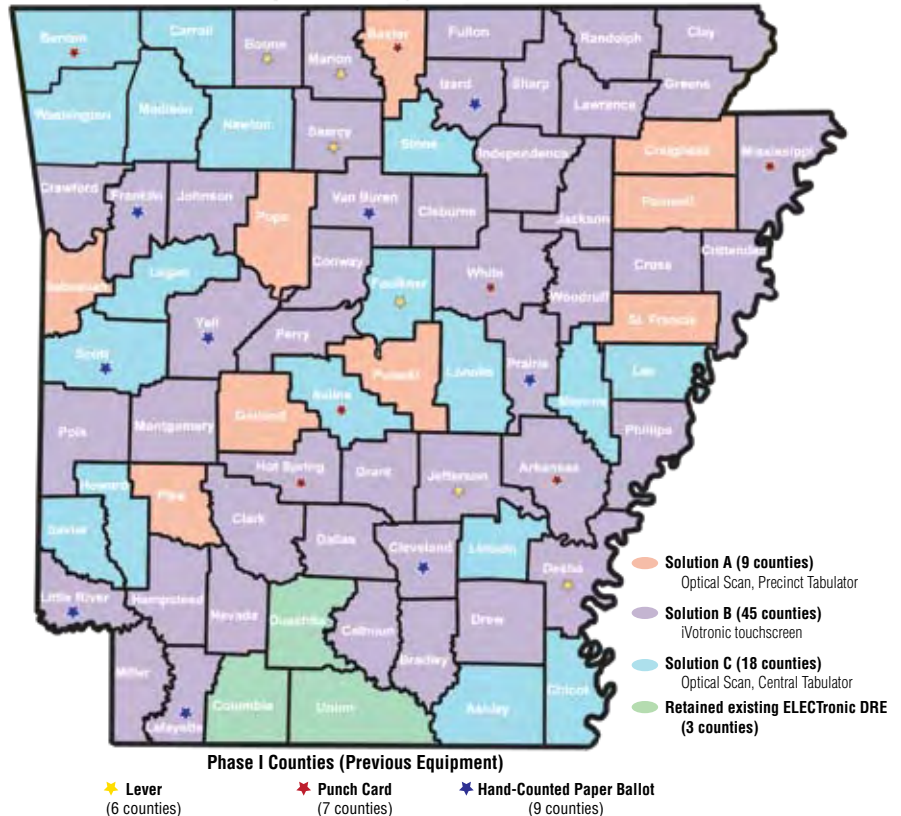 Benton
Carroll
Boone
Marion
Baxter
Fulton
Randolph
Clay
Izard
Sharp
Greene
Lawrence
Washington
Madison
Newton
Searcy
Stone
Independence
Craighead
Mississippi
Crawford
Franklin
Johnson
Pope
Van Buren
Cleburne
Jackson
Poinsett
Sebastian
Logan
Conway
Faulkner
White
Woodruff
Cross
Crittenden
Scott
Yell
Perry
Pulaski
Lonoke
Prairie
Monroe
St. Francis
Lee
Polk
Montgomery
Garland
Saline
Phillips
Howard
Pike
Hot Spring
Grant
Jefferson
Arkansas
Sevier
Clark
Dallas
Cleveland
Lincoln
Desha
Little River
Hempstead
Nevada
Ouachita
Calhoun
Drew
Miller
Bradley
Lafayette
Columbia
Union
Ashley
Chicot
Solution A (9 counties)
Optical Scan, Precinct Tabulator
Solution B (45 counties)
iVotronic touchscreen
Solution C (18 counties)
Optical Scan, Central Tabulator
Retained existing ELECTronic DRE
(3 counties)
Phase I Counties (Previous Equipment)
Lever
(6 counties)
Punch Card
(7 counties)
Hand-Counted Paper Ballot
(9 counties)